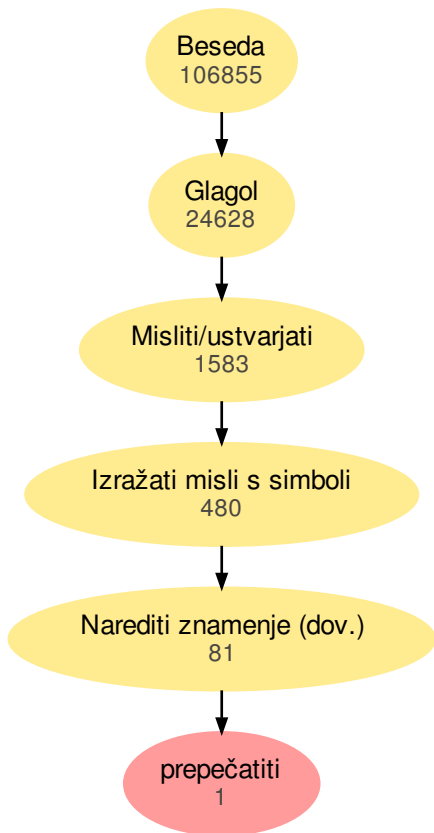 Beseda
106855
Glagol
24628
Misliti/ustvarjati
1583
Izražati misli s simboli
480
Narediti znamenje (dov.)
81
prepečatiti
1